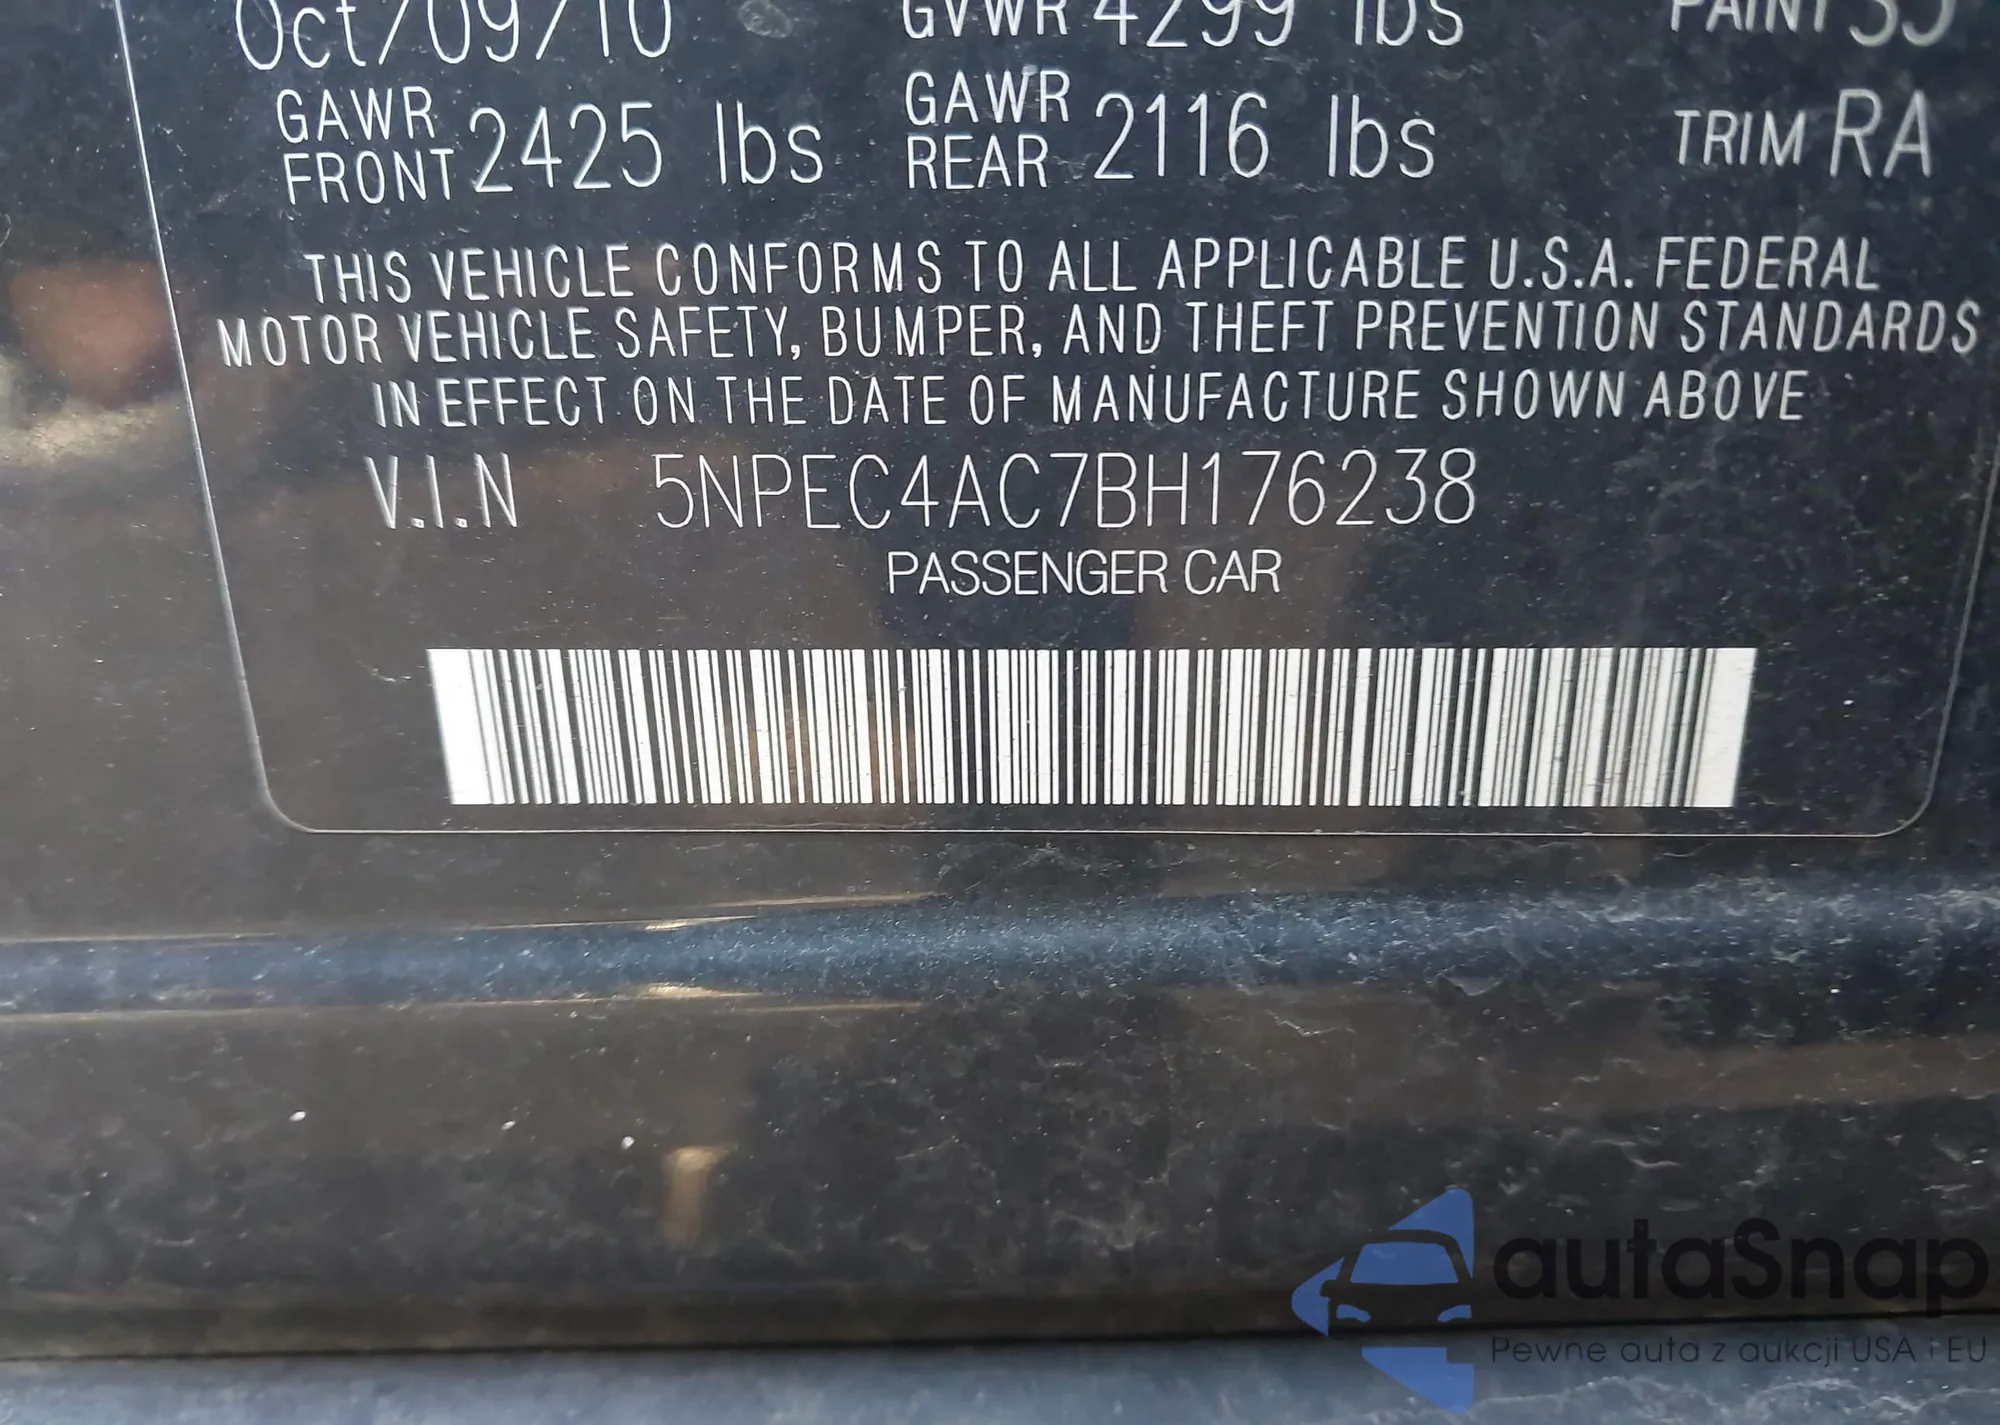 Oct/09/10 GVWR 4299 lbs PAINT
GAWR FRONT 2425 lbs GAWR REAR 2116 lbs TRIM RA
THIS VEHICLE CONFORMS TO ALL APPLICABLE U.S.A. FEDERAL
MOTOR VEHICLE SAFETY, BUMPER, AND THEFT PREVENTION STANDARDS
IN EFFECT ON THE DATE OF MANUFACTURE SHOWN ABOVE
V.I.N 5NPEC4AC7BH176238
PASSENGER CAR
autaSnap
Pewne auta z aukcji USA i EU